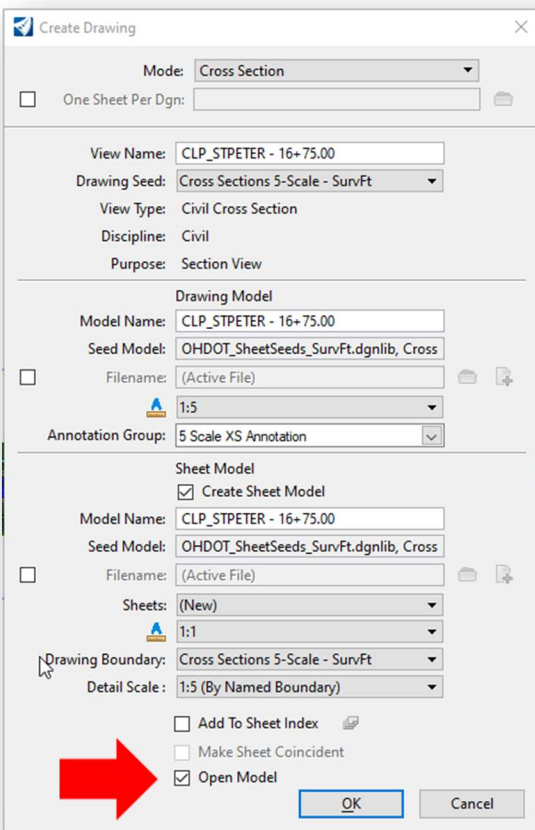 Create Drawing
Mode: Cross Section
One Sheet Per Dgn:
View Name: CLP_STPETER - 16+75.00
Drawing Seed: Cross Sections 5-Scale - SurvFt
View Type: Civil Cross Section
Discipline: Civil
Purpose: Section View
Drawing Model
Model Name: CLP_STPETER - 16+75.00
Seed Model: OHDOT_SheetSeeds_SurvFt.dgnlib, Cross
Filename: (Active File)
A 1:5
Annotation Group: 5 Scale XS Annotation
Sheet Model
Create Sheet Model
Model Name: CLP_STPETER - 16+75.00
Seed Model: OHDOT_SheetSeeds_SurvFt.dgnlib, Cross
Filename: (Active File)
Sheets: (New)
A 1:1
Drawing Boundary: Cross Sections 5-Scale - SurvFt
Detail Scale : 1:5 (By Named Boundary)
Add To Sheet Index
Make Sheet Coincident
Open Model
OK Cancel